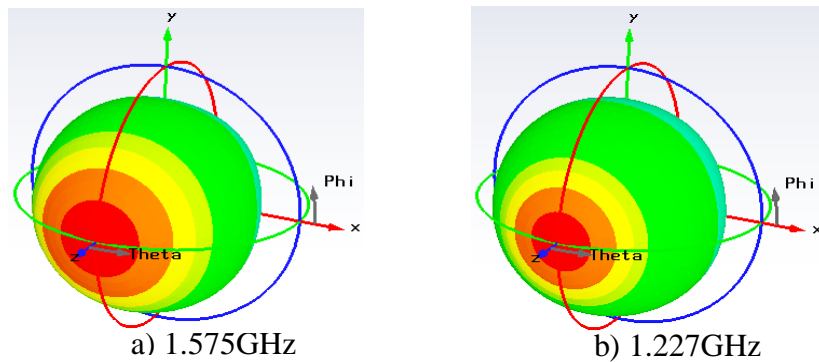 y
Phi
x
z
Theta
a) 1.575GHz
y
Phi
x
z
Theta
b) 1.227GHz